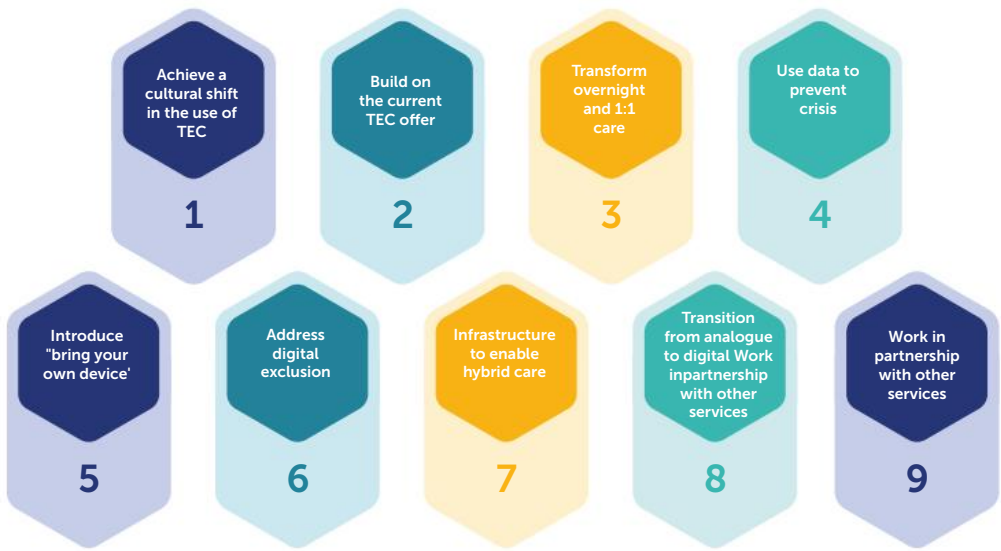 Achieve a
cultural shift
in the use of
TEC
1
Build on
the current
TEC offer
2
Transform
overnight
and 1:1
care
3
Use data to
prevent
crisis
4
Introduce
"bring your
own device'
5
Address
digital
exclusion
6
Infrastructure
to enable
hybrid care
7
Transition
from analogue
to digital Work
inpartnership
with other
services
8
Work in
partnership
with other
services
9